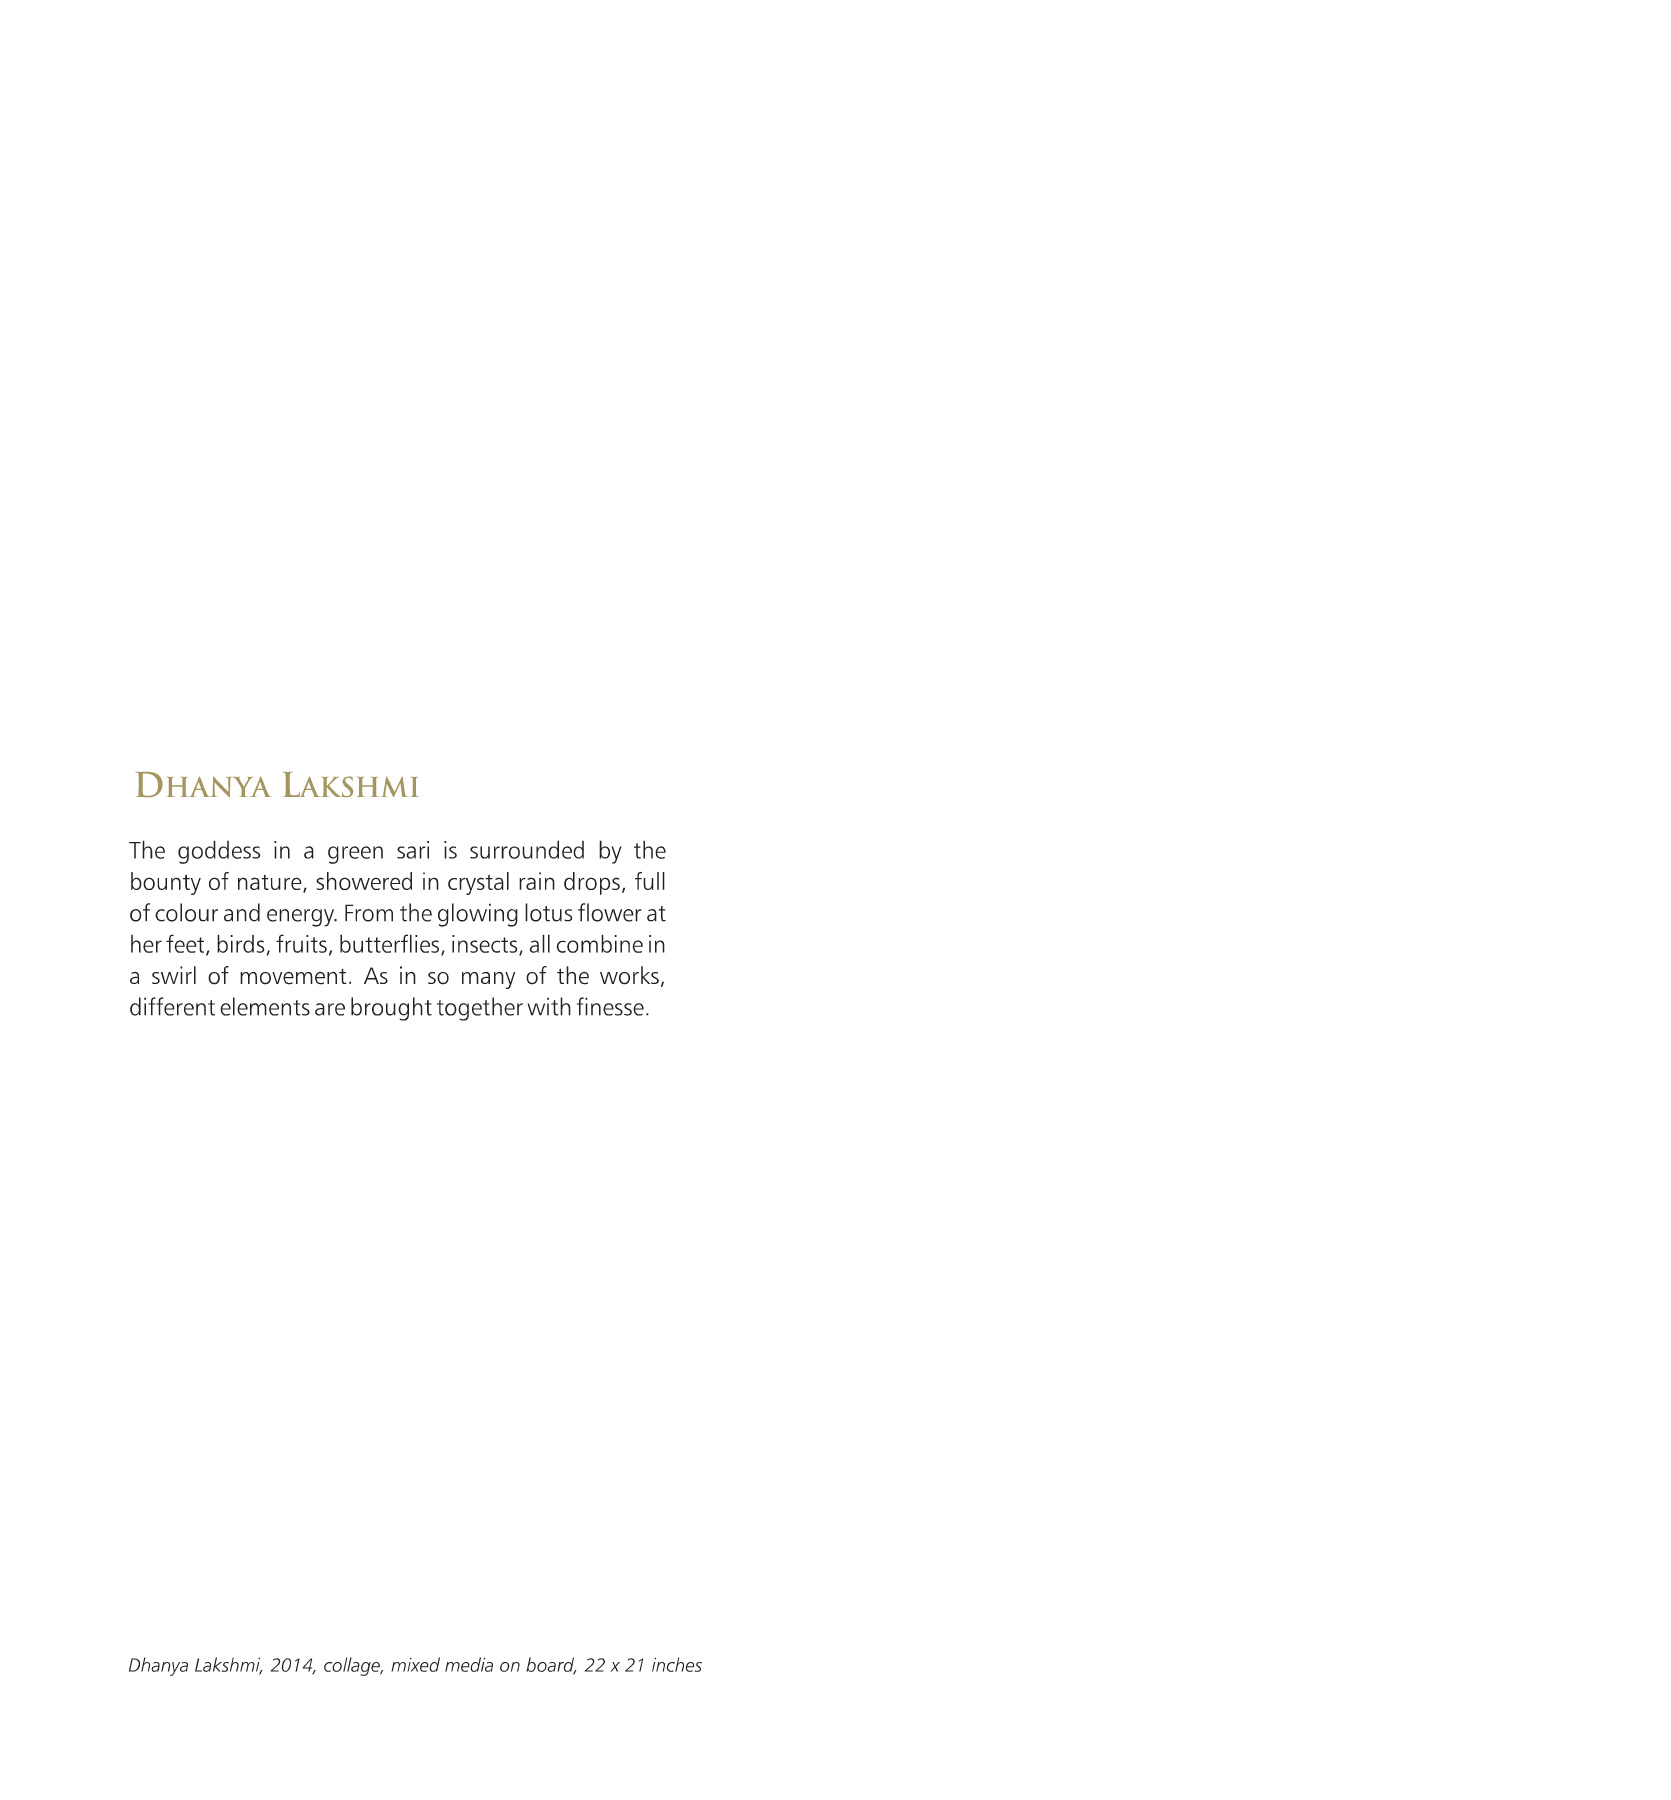 DHANYA LAKSHMI
The goddess in a green sari is surrounded by the
bounty of nature, showered in crystal rain drops, full
of colour and energy. From the glowing lotus flower at
her feet, birds, fruits, butterflies, insects, all combine in
a swirl of movement. As in so many of the works,
different elements are brought together with finesse.
Dhanya Lakshmi, 2014, collage, mixed media on board, 22 x 21 inches